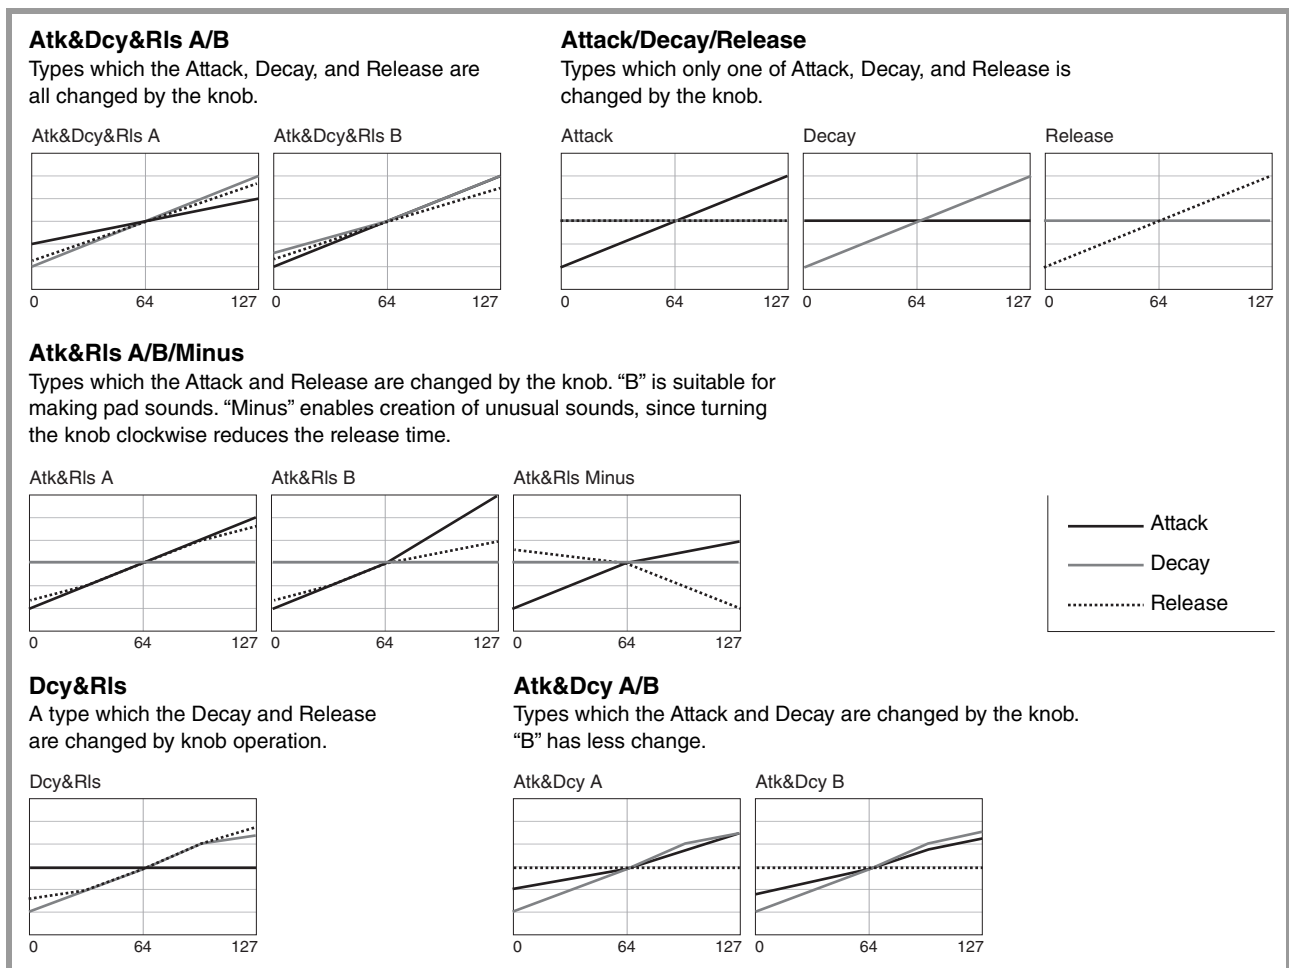 Atk&Dcy&Rls A/B
Types which the Attack, Decay, and Release are
all changed by the knob.
Atk&Dcy&Rls A
0 64 127
Atk&Dcy&Rls B
0 64 127
Attack/Decay/Release
Types which only one of Attack, Decay, and Release is
changed by the knob.
Attack
0 64 127
Decay
0 64 127
Release
0 64 127
Atk&Rls A/B/Minus
Types which the Attack and Release are changed by the knob. “B” is suitable for
making pad sounds. “Minus” enables creation of unusual sounds, since turning
the knob clockwise reduces the release time.
Atk&Rls A
0 64 127
Atk&Rls B
0 64 127
Atk&Rls Minus
0 64 127
Attack
Decay
Release
Dcy&Rls
A type which the Decay and Release
are changed by knob operation.
Dcy&Rls
0 64 127
Atk&Dcy A/B
Types which the Attack and Decay are changed by the knob.
“B” has less change.
Atk&Dcy A
0 64 127
Atk&Dcy B
0 64 127